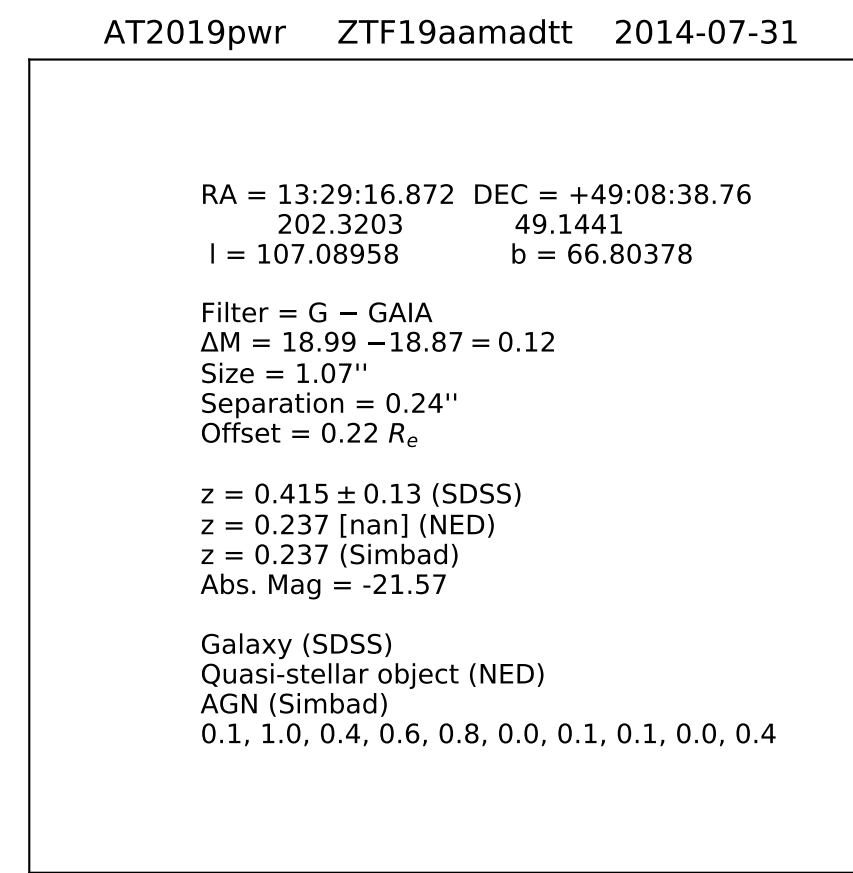 AT2019pwr ZTF19aamadtt 2014-07-31
RA = 13:29:16.872 DEC = +49:08:38.76
202.3203 49.1441
l = 107.08958 b = 66.80378
Filter = G − GAIA
ΔM = 18.99 −18.87 = 0.12
Size = 1.07''
Separation = 0.24''
Offset = 0.22 Re
z = 0.415 ± 0.13 (SDSS)
z = 0.237 [nan] (NED)
z = 0.237 (Simbad)
Abs. Mag = -21.57
Galaxy (SDSS)
Quasi-stellar object (NED)
AGN (Simbad)
0.1, 1.0, 0.4, 0.6, 0.8, 0.0, 0.1, 0.1, 0.0, 0.4